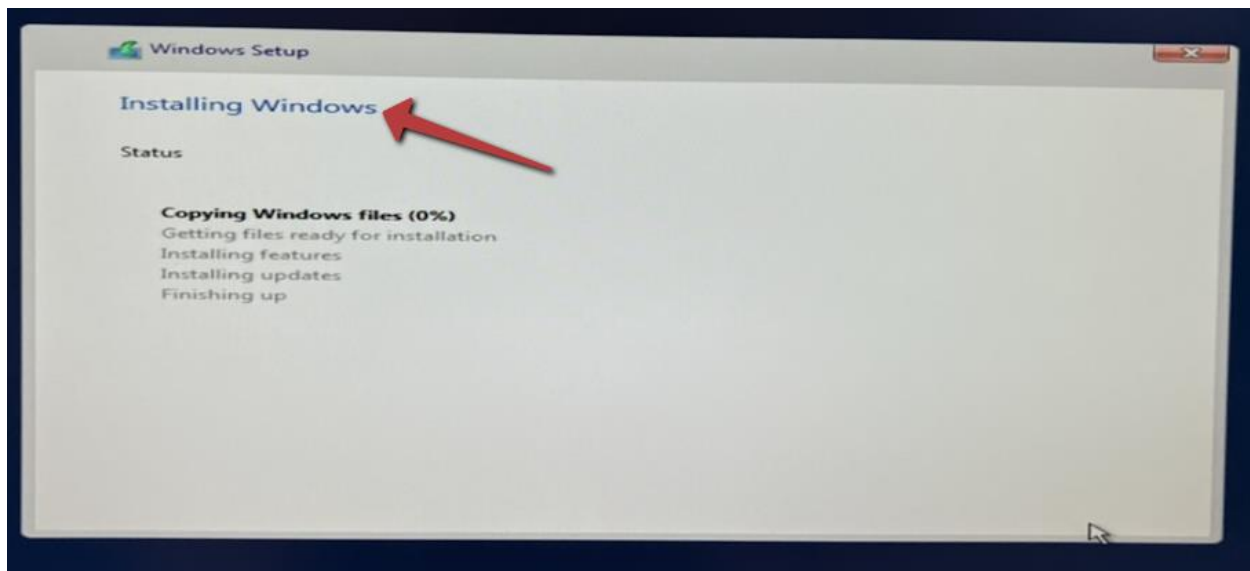 Windows Setup
Installing Windows
Status
Copying Windows files (0%)
Getting files ready for installation
Installing features
Installing updates
Finishing up